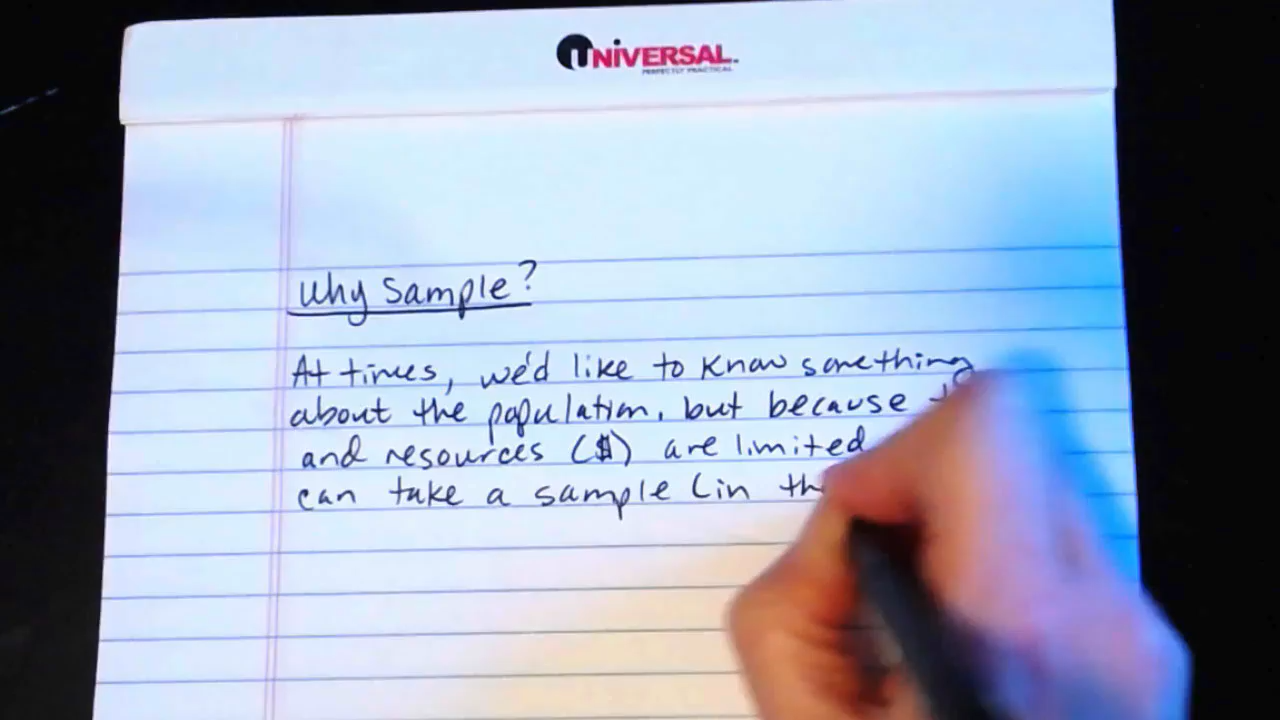 UNIVERSAL.
PERFECTLY PRACTICAL
Why Sample?
At times, we'd like to know something
about the population, but because
and resources ($) are limited
can take a sample (in